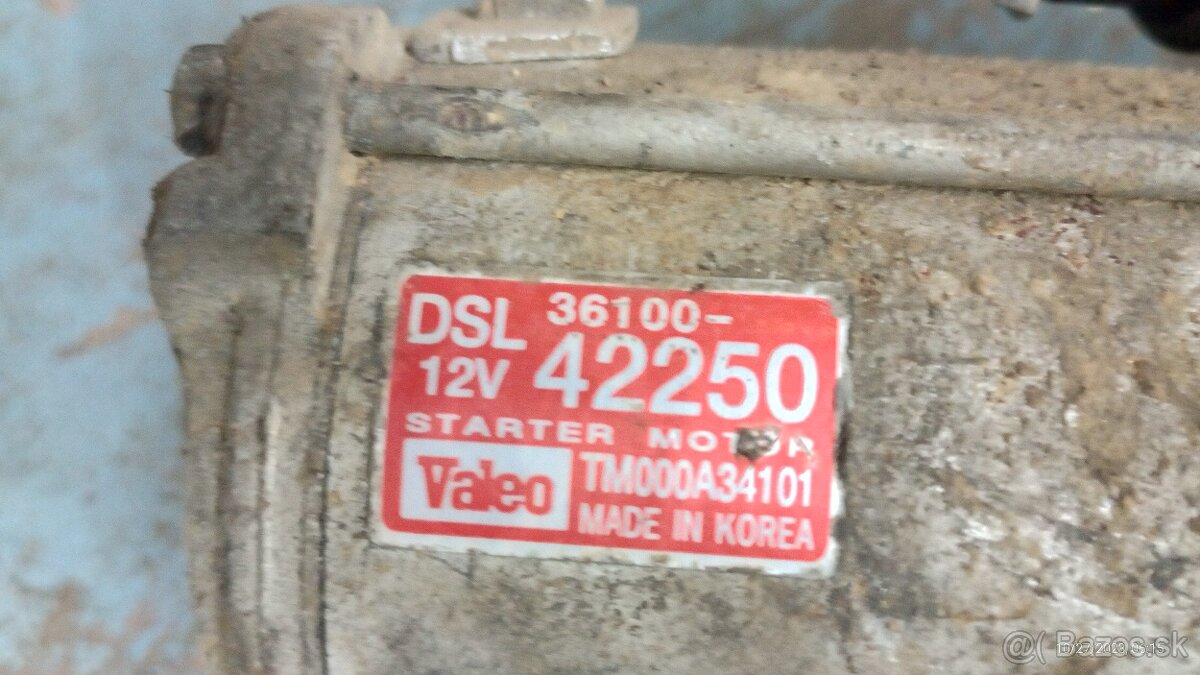 DSL 36100-
12V 42250
STARTER MOTOR
Valeo TM000A34101
MADE IN KOREA
@Bazos.sk